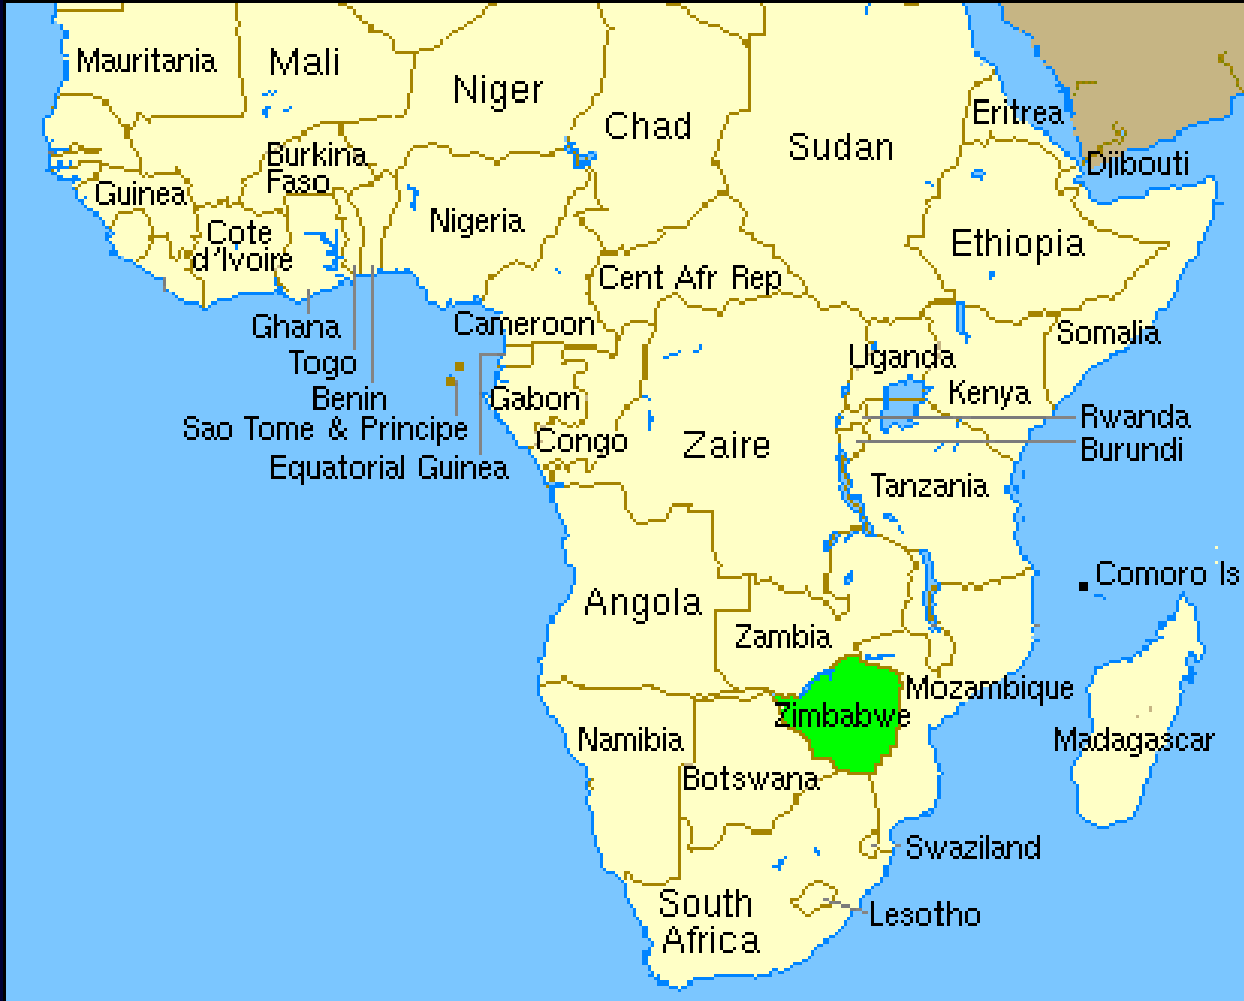 Mauritania
Mali
Niger
Chad
Sudan
Eritrea
Djibouti
Burkina
Faso
Guinea
Nigeria
Cote
d'Ivoire
Ethiopia
Cent Afr Rep
Ghana
Cameroon
Somalia
Togo
Uganda
Benin
Gabon
Kenya
Rwanda
Sao Tome & Principe
Congo
Zaire
Burundi
Equatorial Guinea
Tanzania
Comoro Is
Angola
Zambia
Mozambique
Zimbabwe
Namibia
Madagascar
Botswana
Swaziland
South
Africa
Lesotho